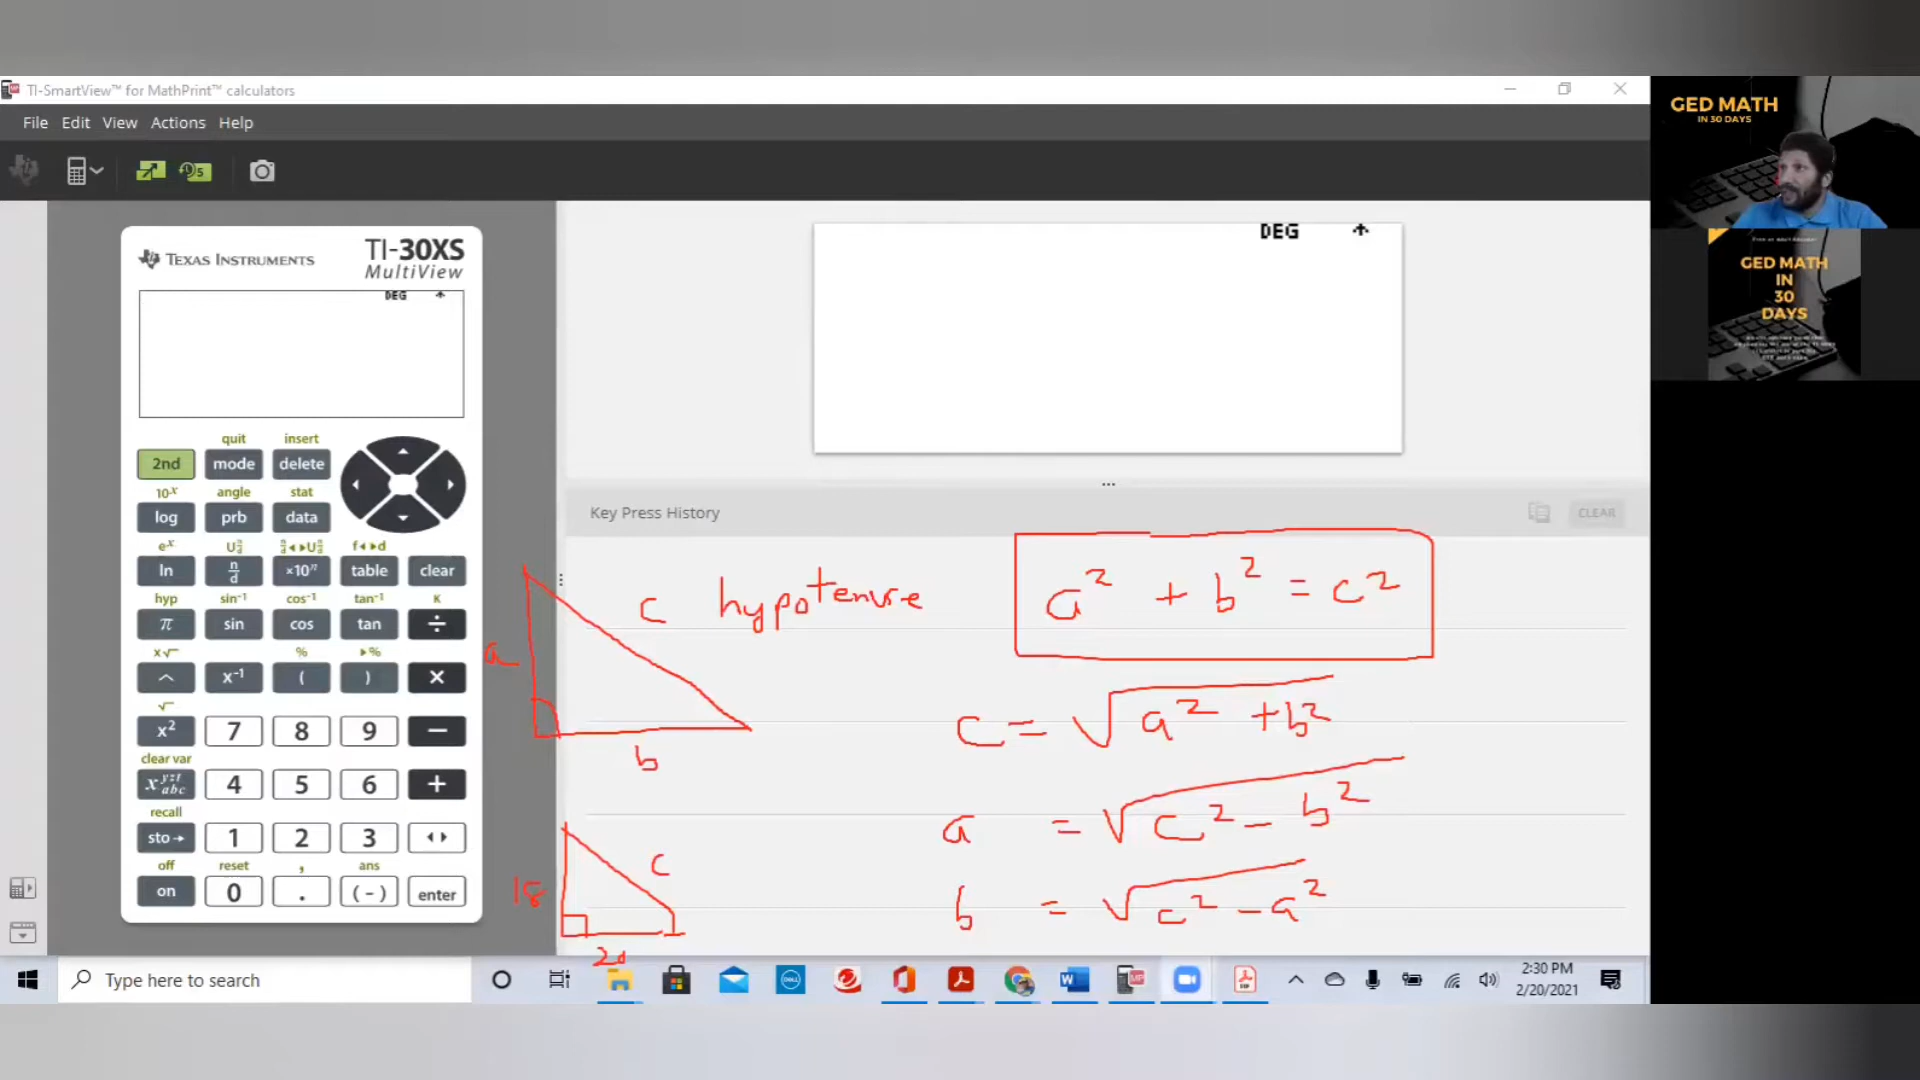 TI-SmartView™ for MathPrint™ calculators
File Edit View Actions Help
TEXAS INSTRUMENTS
TI-30XS
MultiView
DEG
quit insert
2nd mode delete
10ˣ angle stat
log prb data
eˣ f◄►d
ln n/d ×10ⁿ table clear
hyp sin⁻¹ cos⁻¹ tan⁻¹ K
π sin cos tan ÷
ˣ√ % ►%
^ x⁻¹ ( ) ×
√
x² 7 8 9 −
clear var
x yzt abc 4 5 6 +
recall
sto→ 1 2 3 ◄►
off reset , ans
on 0 . (-) enter
DEG
Key Press History
CLEAR
a
b
c hypotenuse
a² + b² = c²
c = √a² + b²
a = √c² - b²
b = √c² - a²
18
c
20
GED MATH
IN 30 DAYS
GED MATH
IN
30
DAYS
Type here to search
2:30 PM
2/20/2021